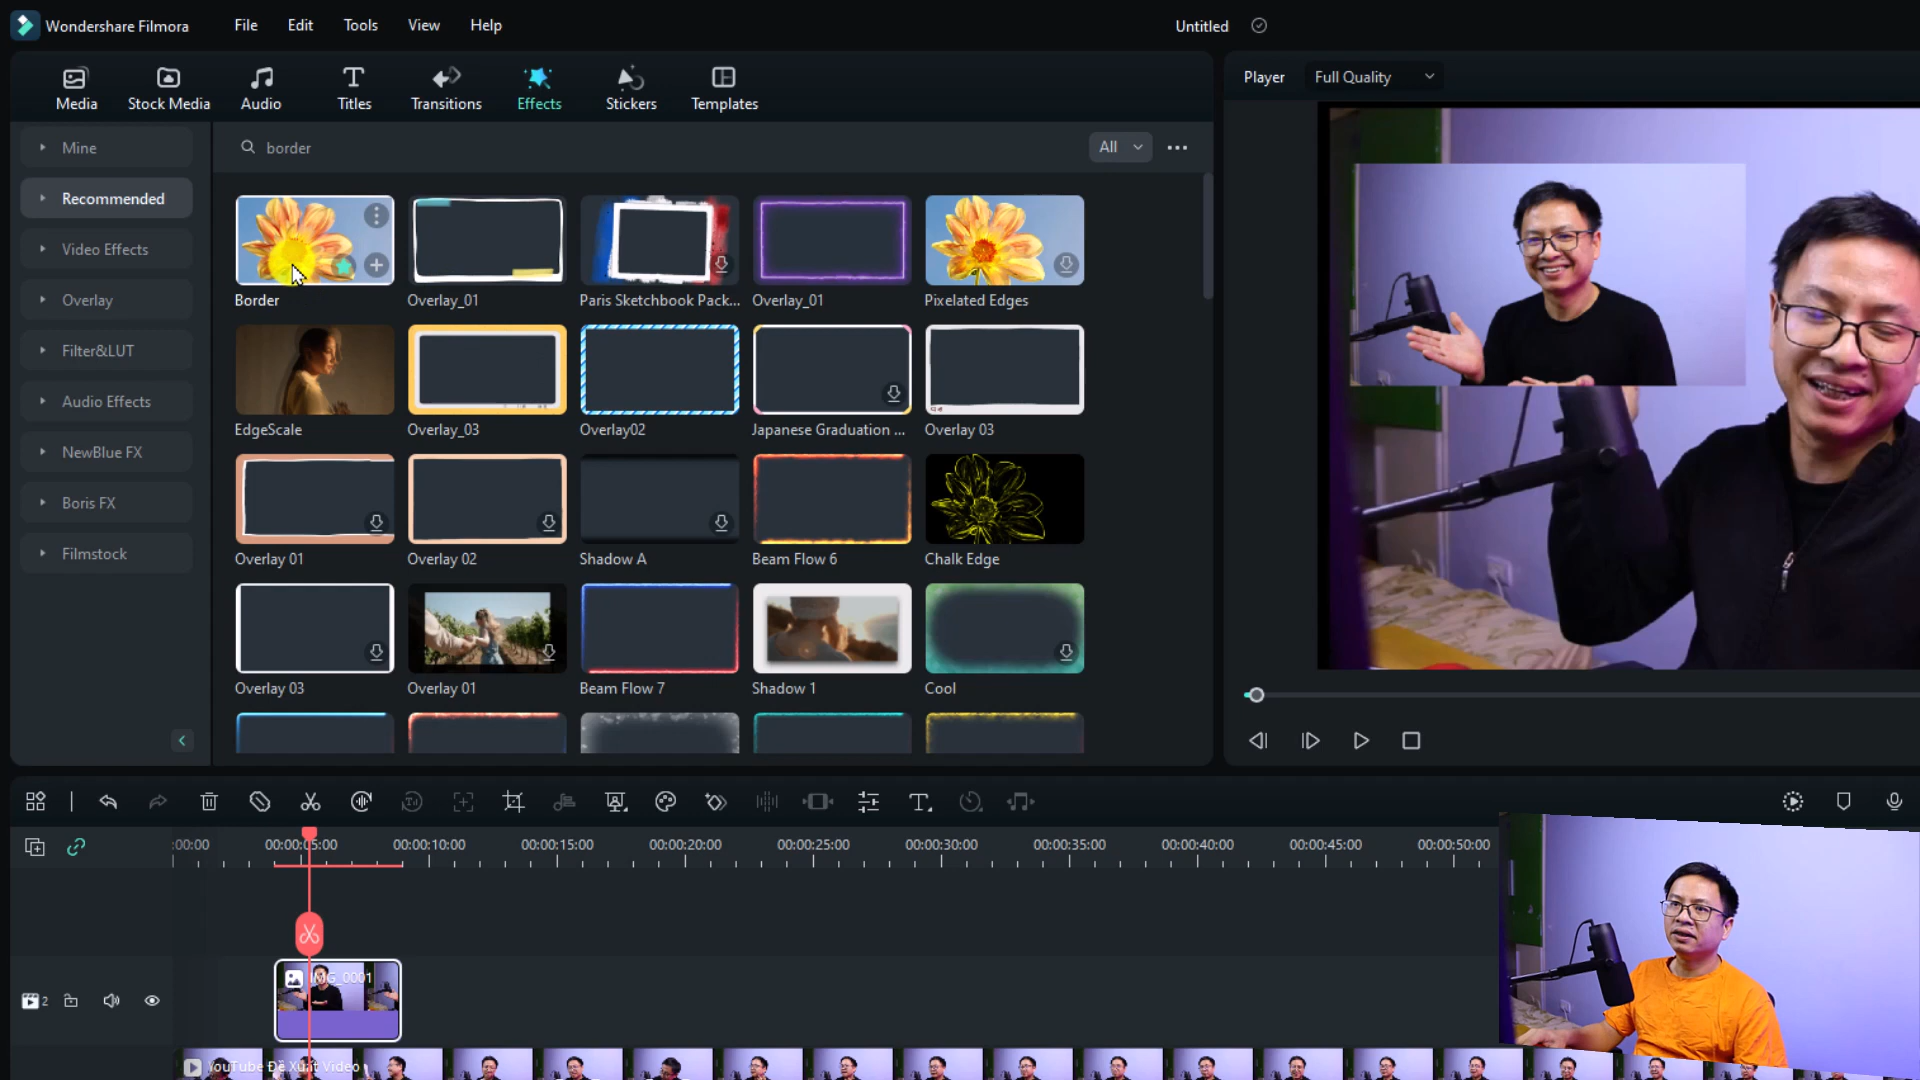 Wondershare Filmora
File
Edit
Tools
View
Help
Untitled
Media
Stock Media
Audio
Titles
Transitions
Effects
Stickers
Templates
Player
Full Quality
Mine
Recommended
Video Effects
Overlay
Filter&LUT
Audio Effects
NewBlue FX
Boris FX
Filmstock
border
All
Border
Overlay_01
Paris Sketchbook Pack...
Overlay_01
Pixelated Edges
EdgeScale
Overlay_03
Overlay02
Japanese Graduation ...
Overlay 03
Overlay 01
Overlay 02
Shadow A
Beam Flow 6
Chalk Edge
Overlay 03
Overlay 01
Beam Flow 7
Shadow 1
Cool
:00:00
00:00:05:00
00:00:10:00
00:00:15:00
00:00:20:00
00:00:25:00
00:00:30:00
00:00:35:00
00:00:40:00
00:00:45:00
00:00:50:00
IMG_0001
2
YouTube Đề Xuất Video